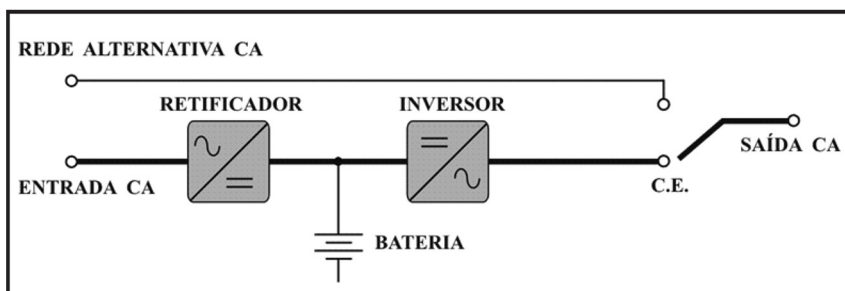 REDE ALTERNATIVA CA
RETIFICADOR
INVERSOR
SAÍDA CA
ENTRADA CA
C.E.
BATERIA